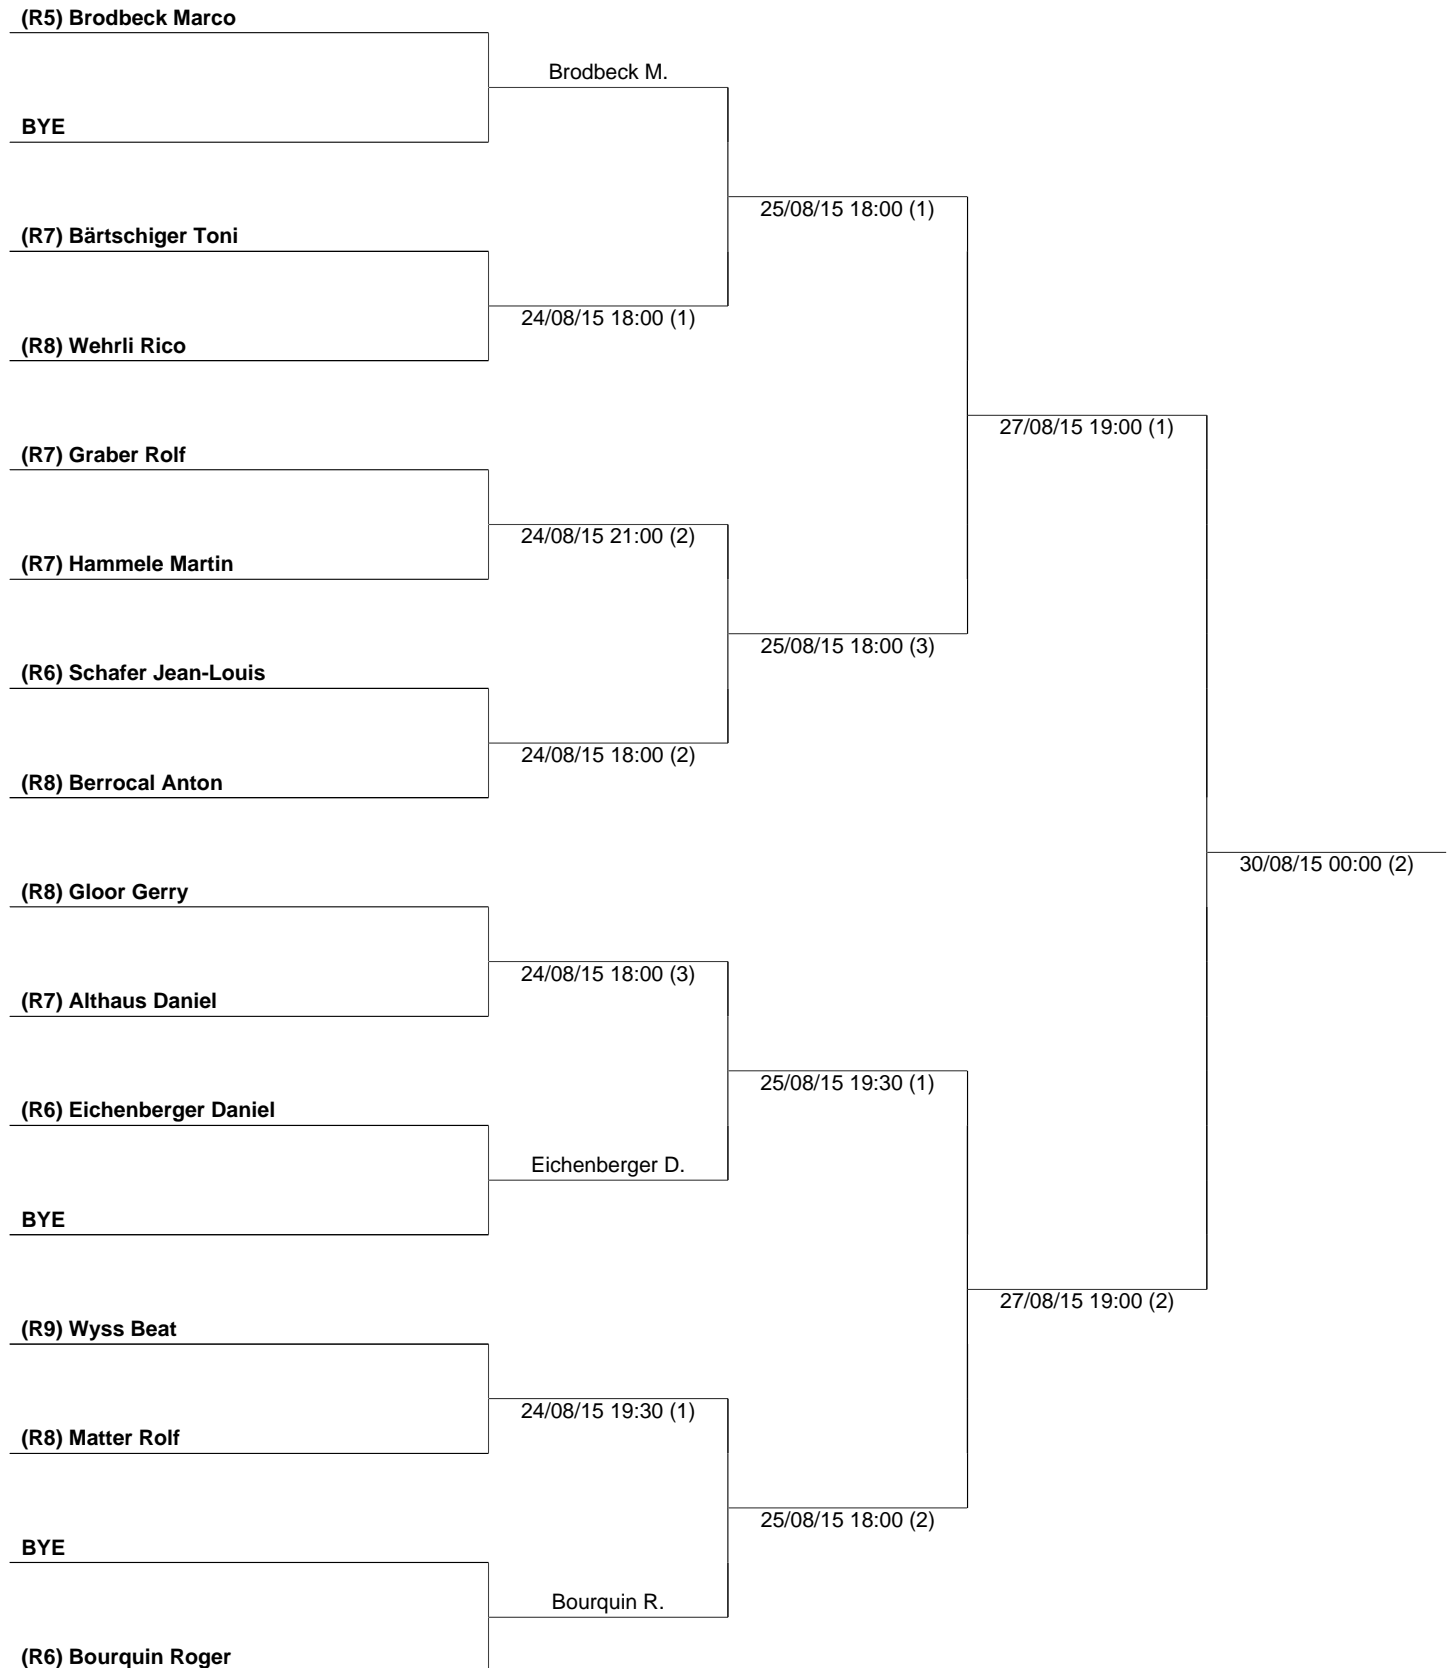 (R5) Brodbeck Marco
Brodbeck M.
BYE
25/08/15 18:00 (1)
(R7) Bärtschiger Toni
24/08/15 18:00 (1)
(R8) Wehrli Rico
27/08/15 19:00 (1)
(R7) Graber Rolf
24/08/15 21:00 (2)
(R7) Hammele Martin
25/08/15 18:00 (3)
(R6) Schafer Jean-Louis
24/08/15 18:00 (2)
(R8) Berrocal Anton
30/08/15 00:00 (2)
(R8) Gloor Gerry
24/08/15 18:00 (3)
(R7) Althaus Daniel
25/08/15 19:30 (1)
(R6) Eichenberger Daniel
Eichenberger D.
BYE
27/08/15 19:00 (2)
(R9) Wyss Beat
24/08/15 19:30 (1)
(R8) Matter Rolf
25/08/15 18:00 (2)
BYE
Bourquin R.
(R6) Bourquin Roger